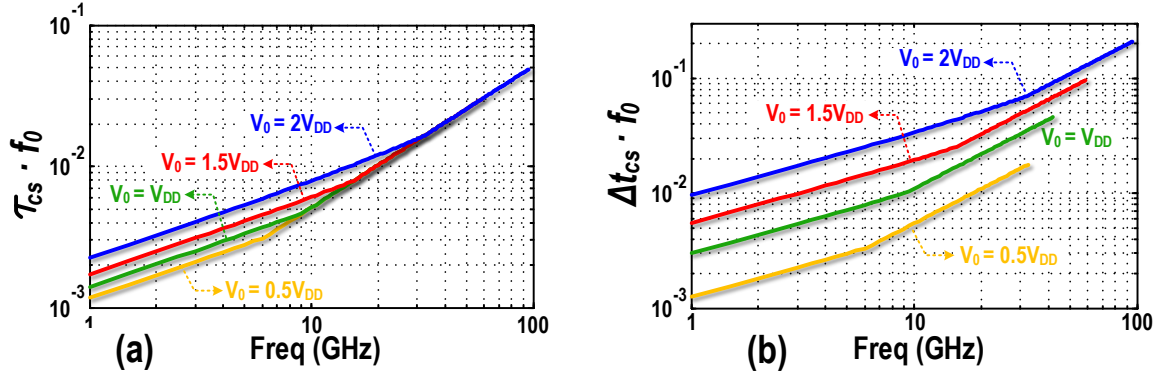 10⁻¹
10⁻²
10⁻³
τcs · f0
V0 = 2VDD
V0 = 1.5VDD
V0 = VDD
V0 = 0.5VDD
1
10
100
Freq (GHz)
(a)
10⁻¹
10⁻²
10⁻³
Δtcs · f0
V0 = 2VDD
V0 = 1.5VDD
V0 = VDD
V0 = 0.5VDD
1
10
100
Freq (GHz)
(b)